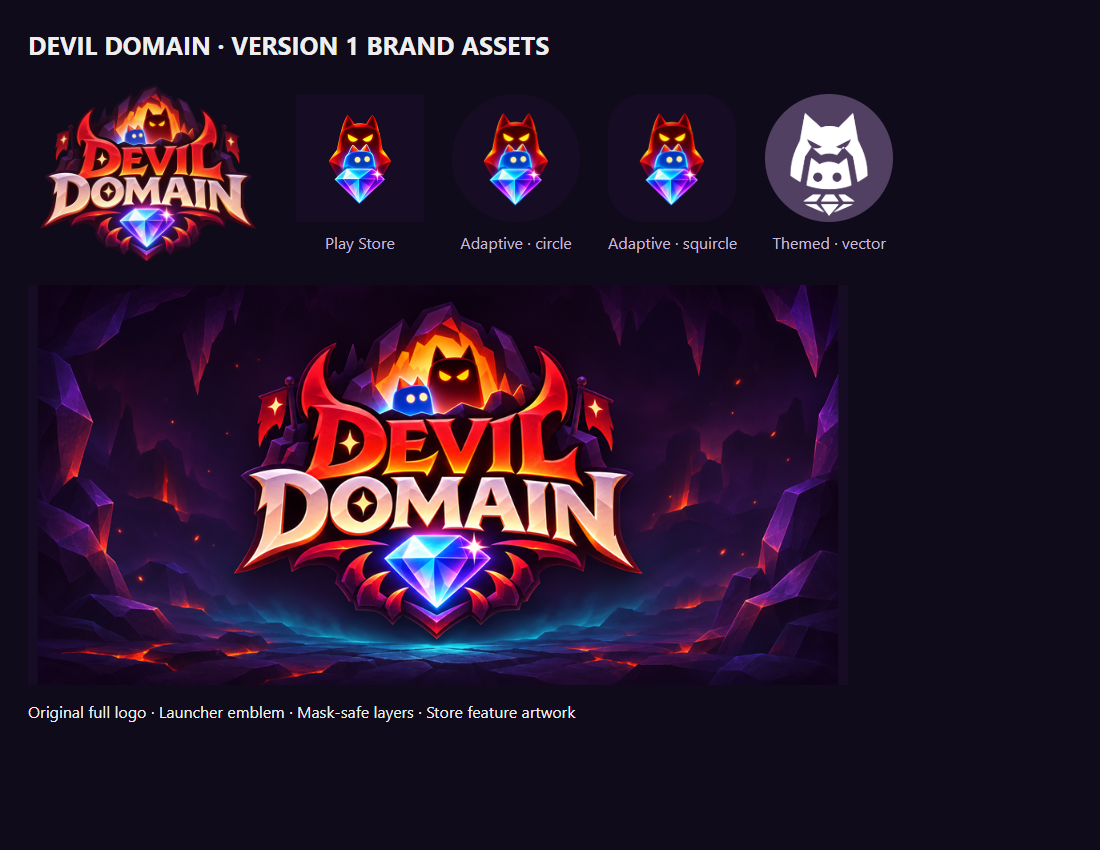 DEVIL DOMAIN · VERSION 1 BRAND ASSETS
DEVIL
DOMAIN
Play Store
Adaptive · circle
Adaptive · squircle
Themed · vector
DEVIL
DOMAIN
Original full logo · Launcher emblem · Mask-safe layers · Store feature artwork